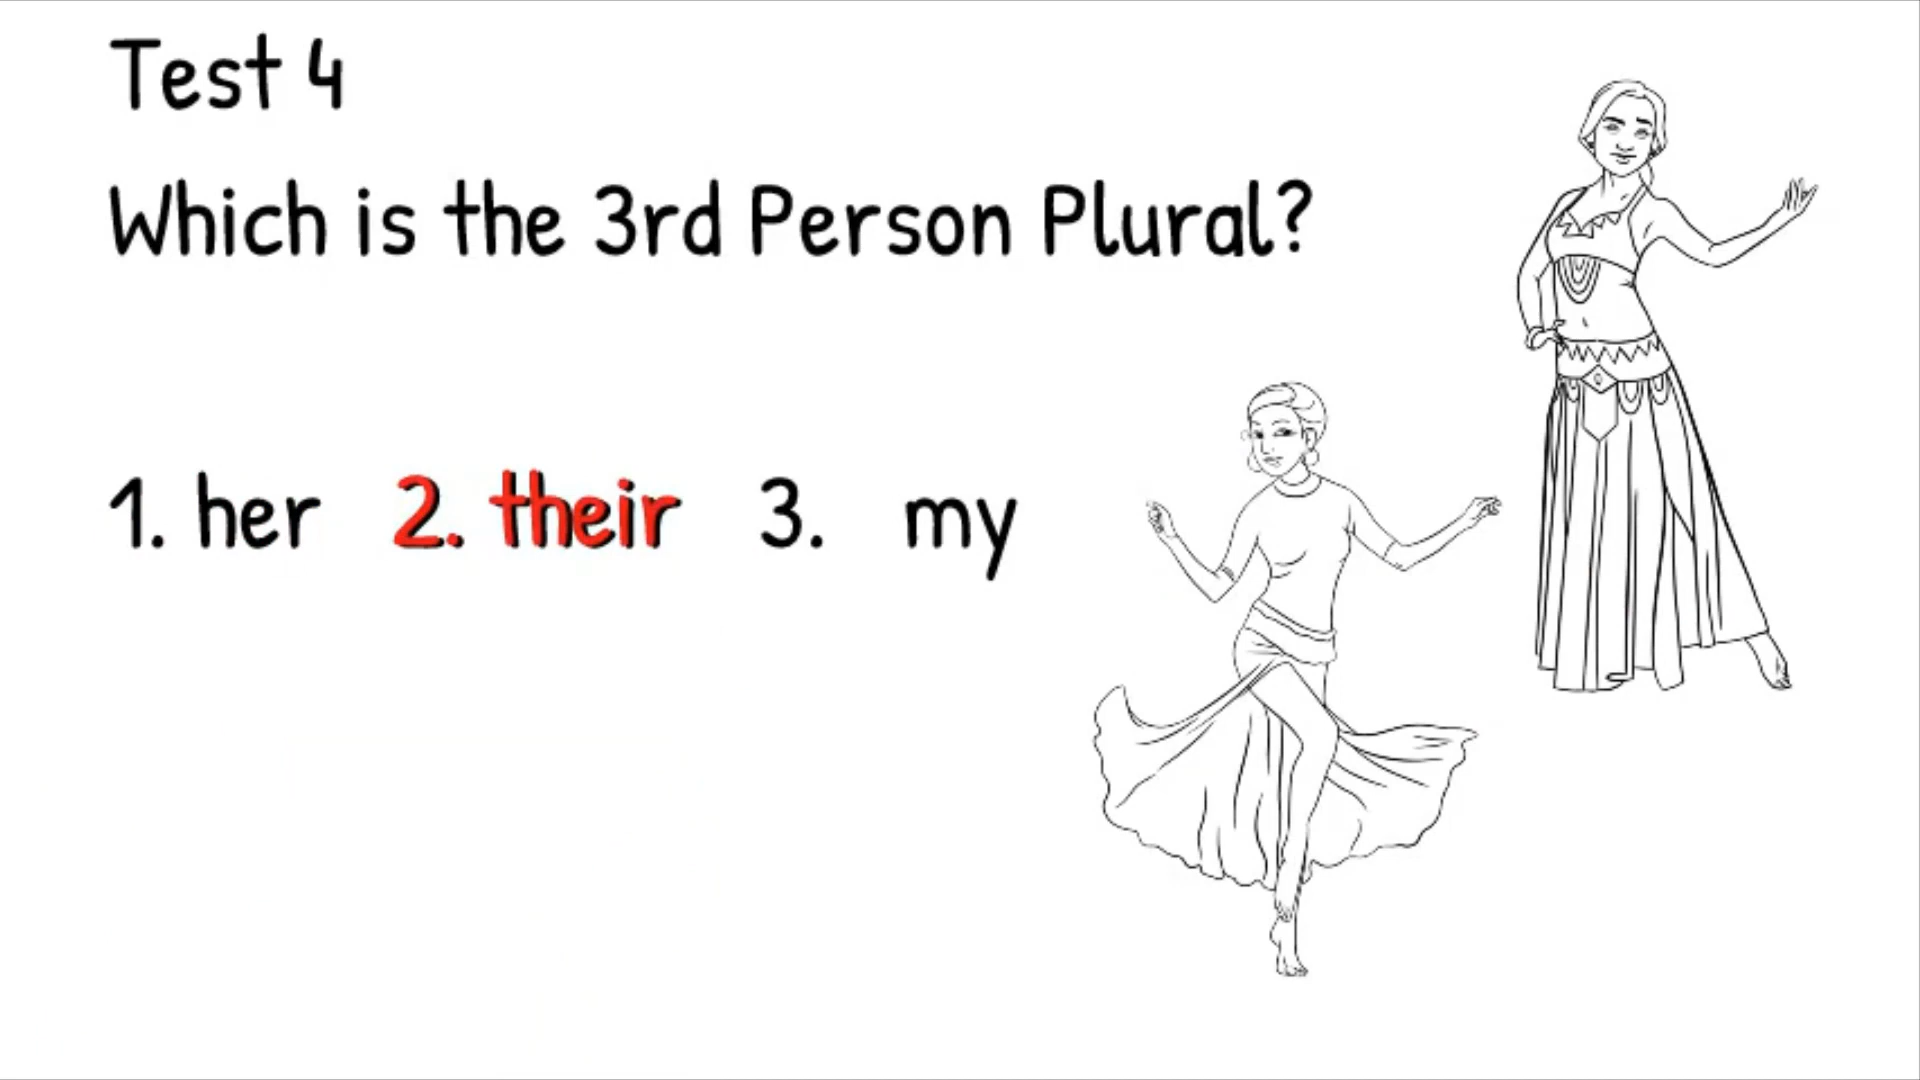 Test 4
Which is the 3rd Person Plural?
1. her 2. their 3. my